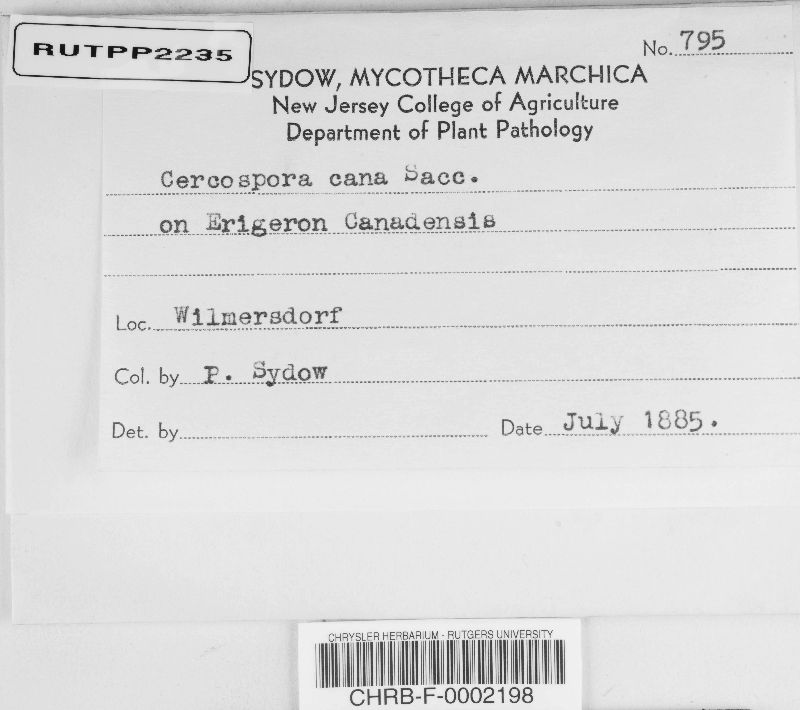 RUTPP2235
No. 795
SYDOW, MYCOTHECA MARCHICA
New Jersey College of Agriculture
Department of Plant Pathology
Cercospora cana Sacc.
on Erigeron Canadensis
Loc. Wilmersdorf
Col. by P. Sydow
Det. by
Date July 1885.
CHRYSLER HERBARIUM - RUTGERS UNIVERSITY
CHRB-F-0002198